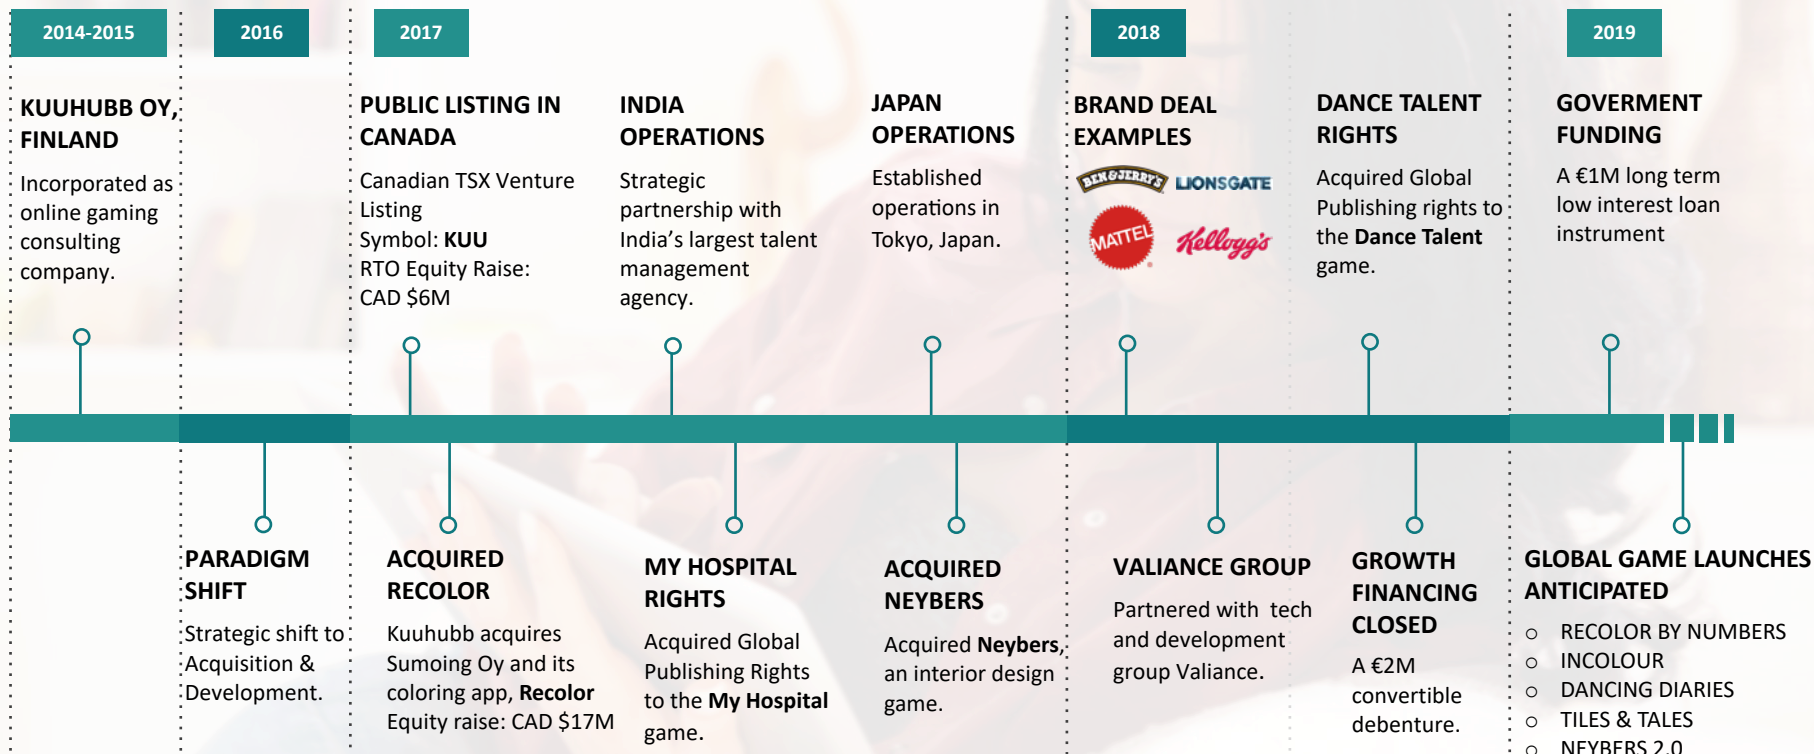 2014-2015
2016
2017
2018
2019
KUUHUBB OY,
FINLAND
Incorporated as
online gaming
consulting
company.
PUBLIC LISTING IN
CANADA
Canadian TSX Venture
Listing
Symbol: KUU
RTO Equity Raise:
CAD $6M
INDIA
OPERATIONS
Strategic
partnership with
India’s largest talent
management
agency.
JAPAN
OPERATIONS
Established
operations in
Tokyo, Japan.
BRAND DEAL
EXAMPLES
BEN & JERRY'S
LIONSGATE
MATTEL
Kellogg's
DANCE TALENT
RIGHTS
Acquired Global
Publishing rights to
the Dance Talent
game.
GOVERMENT
FUNDING
A €1M long term
low interest loan
instrument
PARADIGM
SHIFT
Strategic shift to
Acquisition &
Development.
ACQUIRED
RECOLOR
Kuuhubb acquires
Sumoing Oy and its
coloring app, Recolor
Equity raise: CAD $17M
MY HOSPITAL
RIGHTS
Acquired Global
Publishing Rights
to the My Hospital
game.
ACQUIRED
NEYBERS
Acquired Neybers,
an interior design
game.
VALIANCE GROUP
Partnered with tech
and development
group Valiance.
GROWTH
FINANCING
CLOSED
A €2M
convertible
debenture.
GLOBAL GAME LAUNCHES
ANTICIPATED
o RECOLOR BY NUMBERS
o INCOLOUR
o DANCING DIARIES
o TILES & TALES
o NEYBERS 2.0